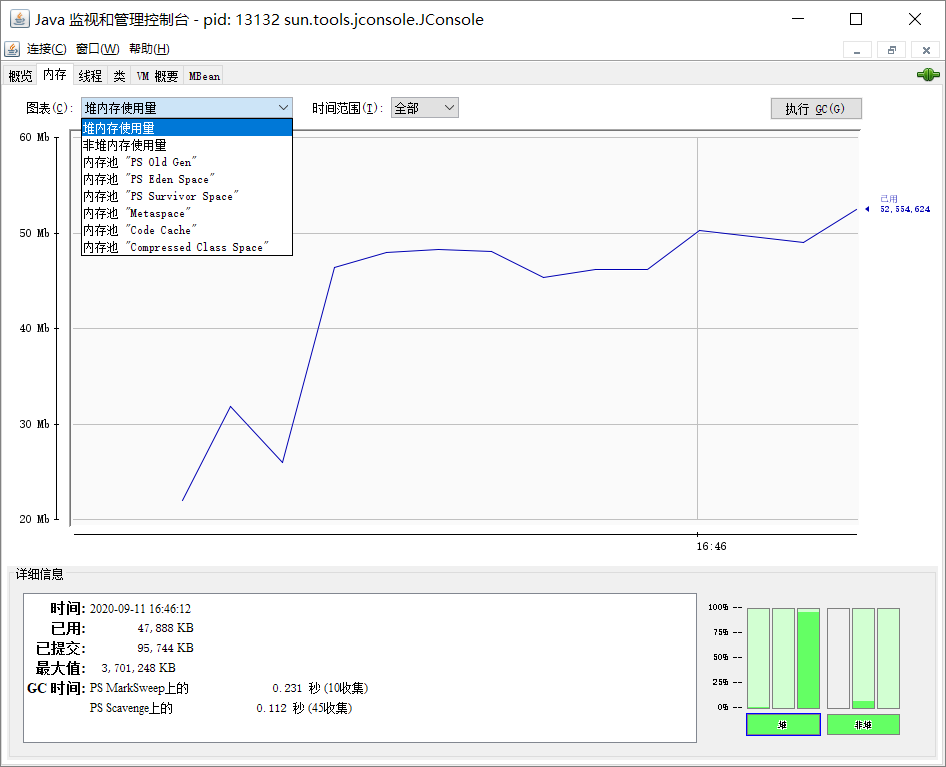 Java 监视和管理控制台 - pid: 13132 sun.tools.jconsole.JConsole
连接(C) 窗口(W) 帮助(H)
概览 内存 线程 类 VM 概要 MBean
图表(C): 堆内存使用量 时间范围(I): 全部 执行 GC(G)
堆内存使用量
非堆内存使用量
内存池 "PS Old Gen"
内存池 "PS Eden Space"
内存池 "PS Survivor Space"
内存池 "Metaspace"
内存池 "Code Cache"
内存池 "Compressed Class Space"
60 Mb
50 Mb
40 Mb
30 Mb
20 Mb
已用
52,554,624
16:46
详细信息
时间: 2020-09-11 16:46:12
已用: 47,888 KB
已提交: 95,744 KB
最大值: 3,701,248 KB
GC 时间: PS MarkSweep上的 0.231 秒 (10收集)
PS Scavenge上的 0.112 秒 (45收集)
100%
75%
50%
25%
0%
堆 非堆